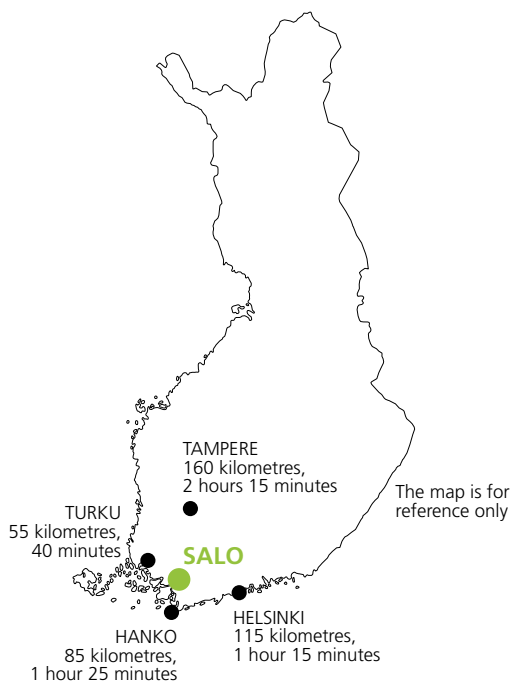 TAMPERE
160 kilometres,
2 hours 15 minutes
The map is for
reference only
TURKU
55 kilometres,
40 minutes
SALO
HANKO
85 kilometres,
1 hour 25 minutes
HELSINKI
115 kilometres,
1 hour 15 minutes